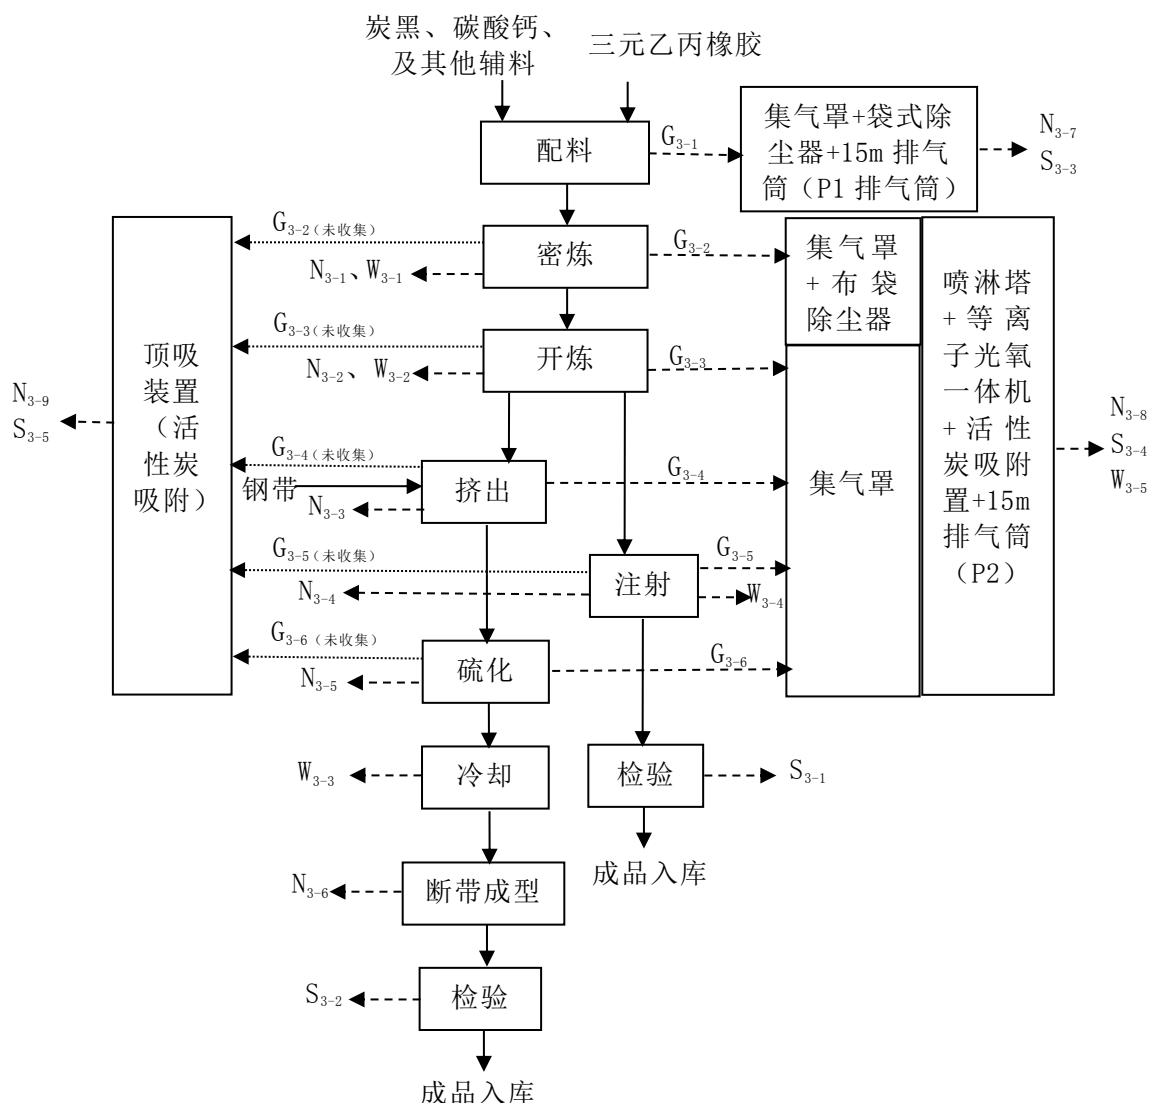 炭黑、碳酸钙、
及其他辅料
三元乙丙橡胶
配料
G3-1
集气罩+袋式除
尘器+15m 排气
筒（P1 排气筒）
N3-7
S3-3
G3-2（未收集）
密炼
G3-2
N3-1、W3-1
集气罩
+ 布 袋
除尘器
G3-3（未收集）
开炼
G3-3
N3-2、 W3-2
顶吸
装置
（活
性炭
吸附）
N3-9
S3-5
喷淋塔
+ 等 离
子光氧
一体机
+ 活 性
炭吸附
置+15m
排气筒
（P2）
N3-8
S3-4
W3-5
G3-4（未收集）
钢带
挤出
G3-4
N3-3
集气罩
G3-5（未收集）
注射
G3-5
N3-4
W3-4
G3-6（未收集）
硫化
G3-6
N3-5
W3-3
冷却
检验
S3-1
成品入库
N3-6
断带成型
S3-2
检验
成品入库